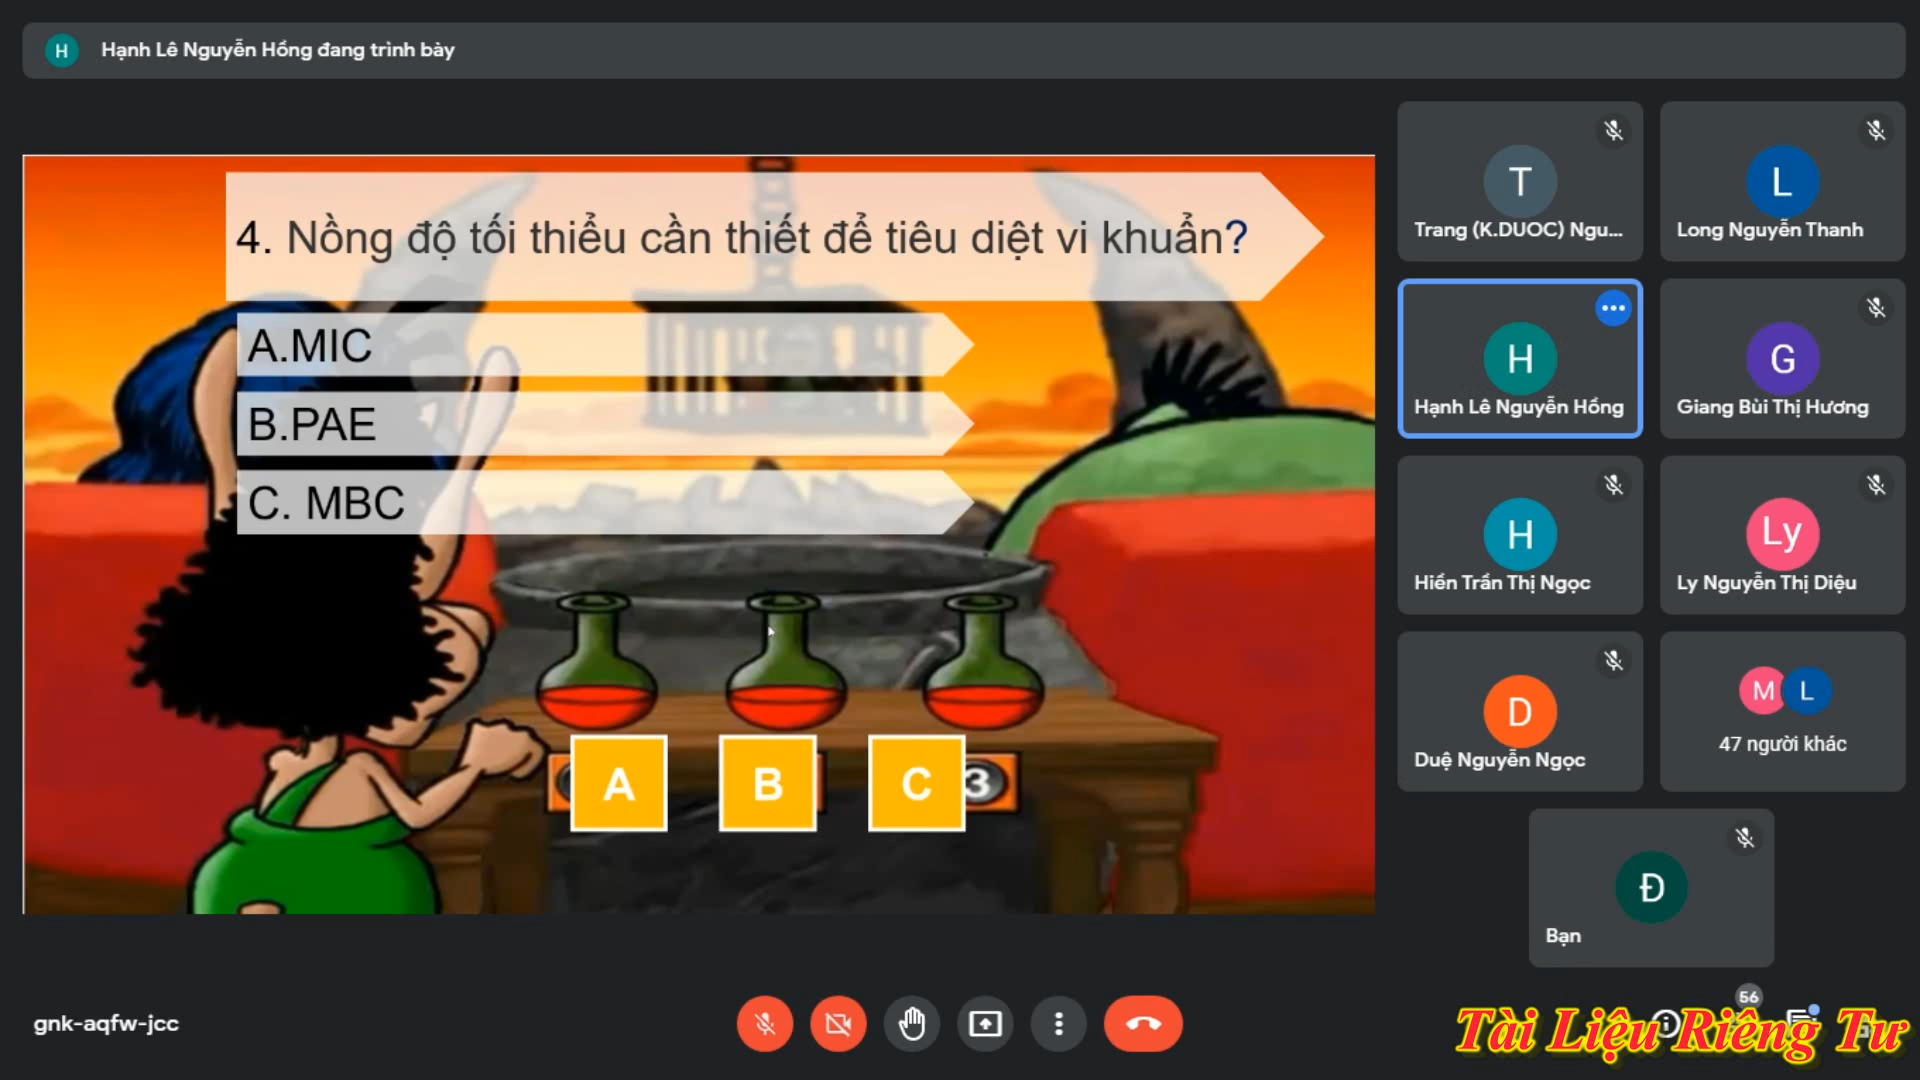 H Hạnh Lê Nguyễn Hồng đang trình bày
4. Nồng độ tối thiểu cần thiết để tiêu diệt vi khuẩn?
A.MIC
B.PAE
C. MBC
A
B
C
3
T
Trang (K.DUOC) Ngu...
L
Long Nguyễn Thanh
H
Hạnh Lê Nguyễn Hồng
G
Giang Bùi Thị Hương
H
Hiền Trần Thị Ngọc
Ly
Ly Nguyễn Thị Diệu
D
Duệ Nguyễn Ngọc
M L
47 người khác
Đ
Bạn
gnk-aqfw-jcc
56
Tài Liệu Riêng Tư